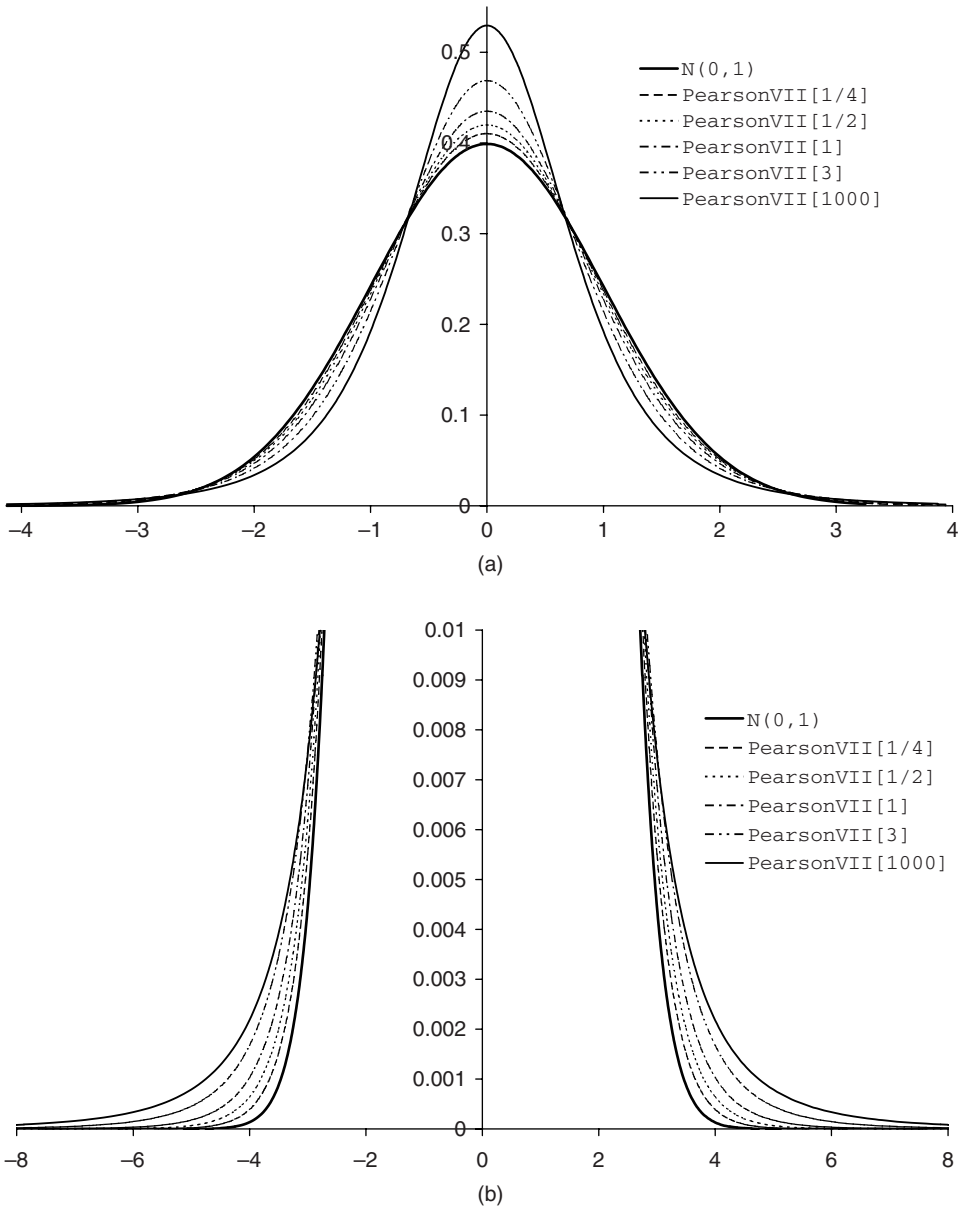 0.5
0.4
0.3
0.2
0.1
0
N(0,1)
PearsonVII[1/4]
PearsonVII[1/2]
PearsonVII[1]
PearsonVII[3]
PearsonVII[1000]
–4 –3 –2 –1 0 1 2 3 4
(a)
0.01
0.009
0.008
0.007
0.006
0.005
0.004
0.003
0.002
0.001
0
N(0,1)
PearsonVII[1/4]
PearsonVII[1/2]
PearsonVII[1]
PearsonVII[3]
PearsonVII[1000]
–8 –6 –4 –2 0 2 4 6 8
(b)